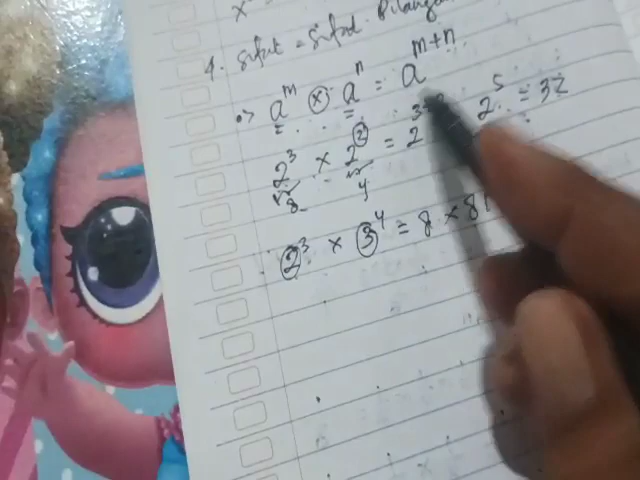 x
1. Sifat = Sifat Bilangan
→ a^m × a^n = a^(m+n)
2^3 × 2^2 = 2^3 2^5 = 32
8 4
2^3 × 3^4 = 8 × 81